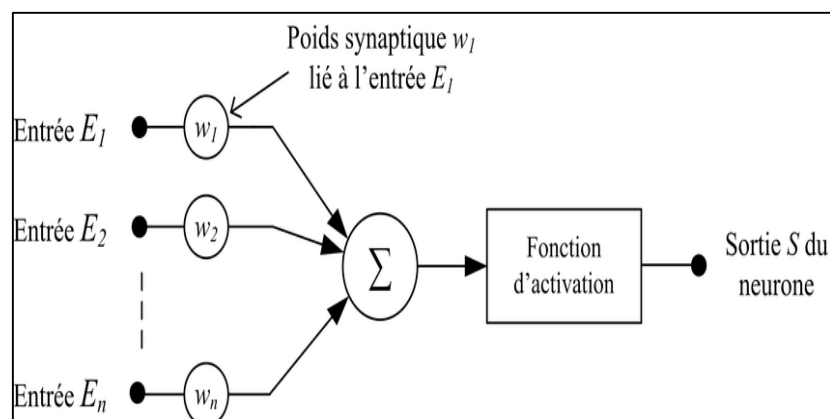 Poids synaptique w1
lié à l'entrée E1
Entrée E1
w1
Entrée E2
w2
Σ
Fonction
d'activation
Sortie S du
neurone
Entrée En
wn